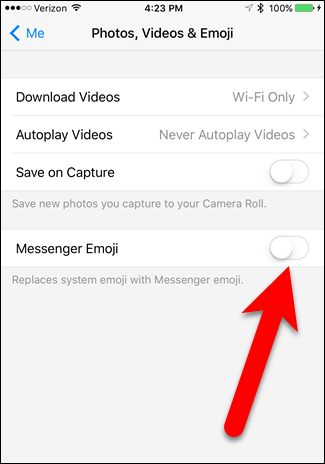 Verizon 4:23 PM 100%
Me Photos, Videos & Emoji
Download Videos Wi-Fi Only
Autoplay Videos Never Autoplay Videos
Save on Capture
Save new photos you capture to your Camera Roll.
Messenger Emoji
Replaces system emoji with Messenger emoji.